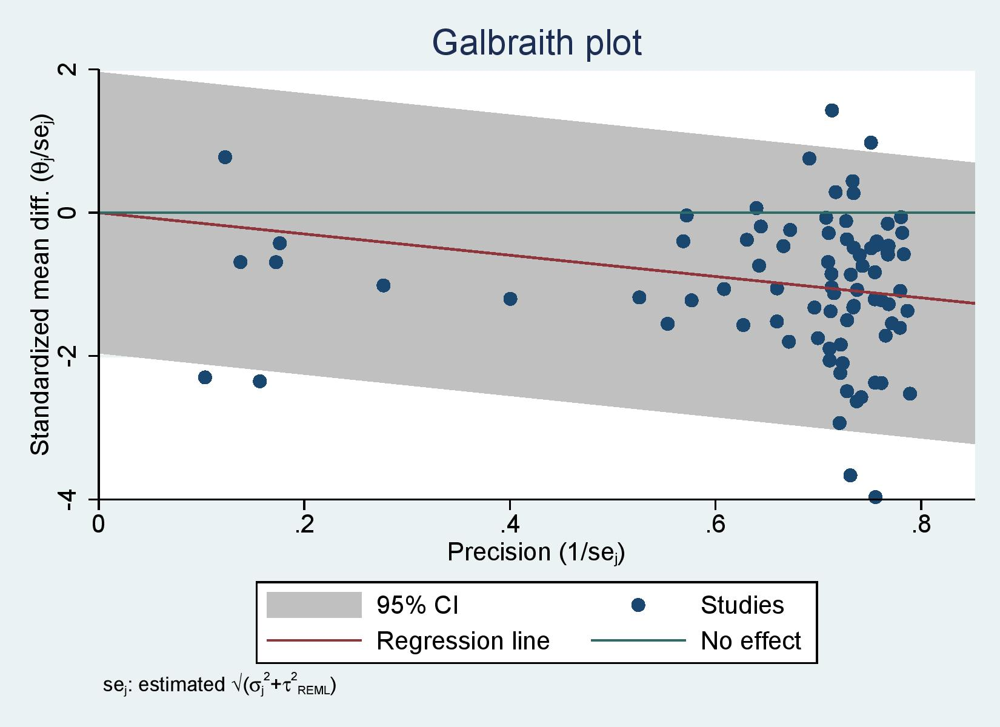 Galbraith plot
Standardized mean diff. (θj/sej)
2
0
-2
-4
0 .2 .4 .6 .8
Precision (1/sej)
95% CI Studies
Regression line No effect
sej: estimated √(σj2+τ2REML)